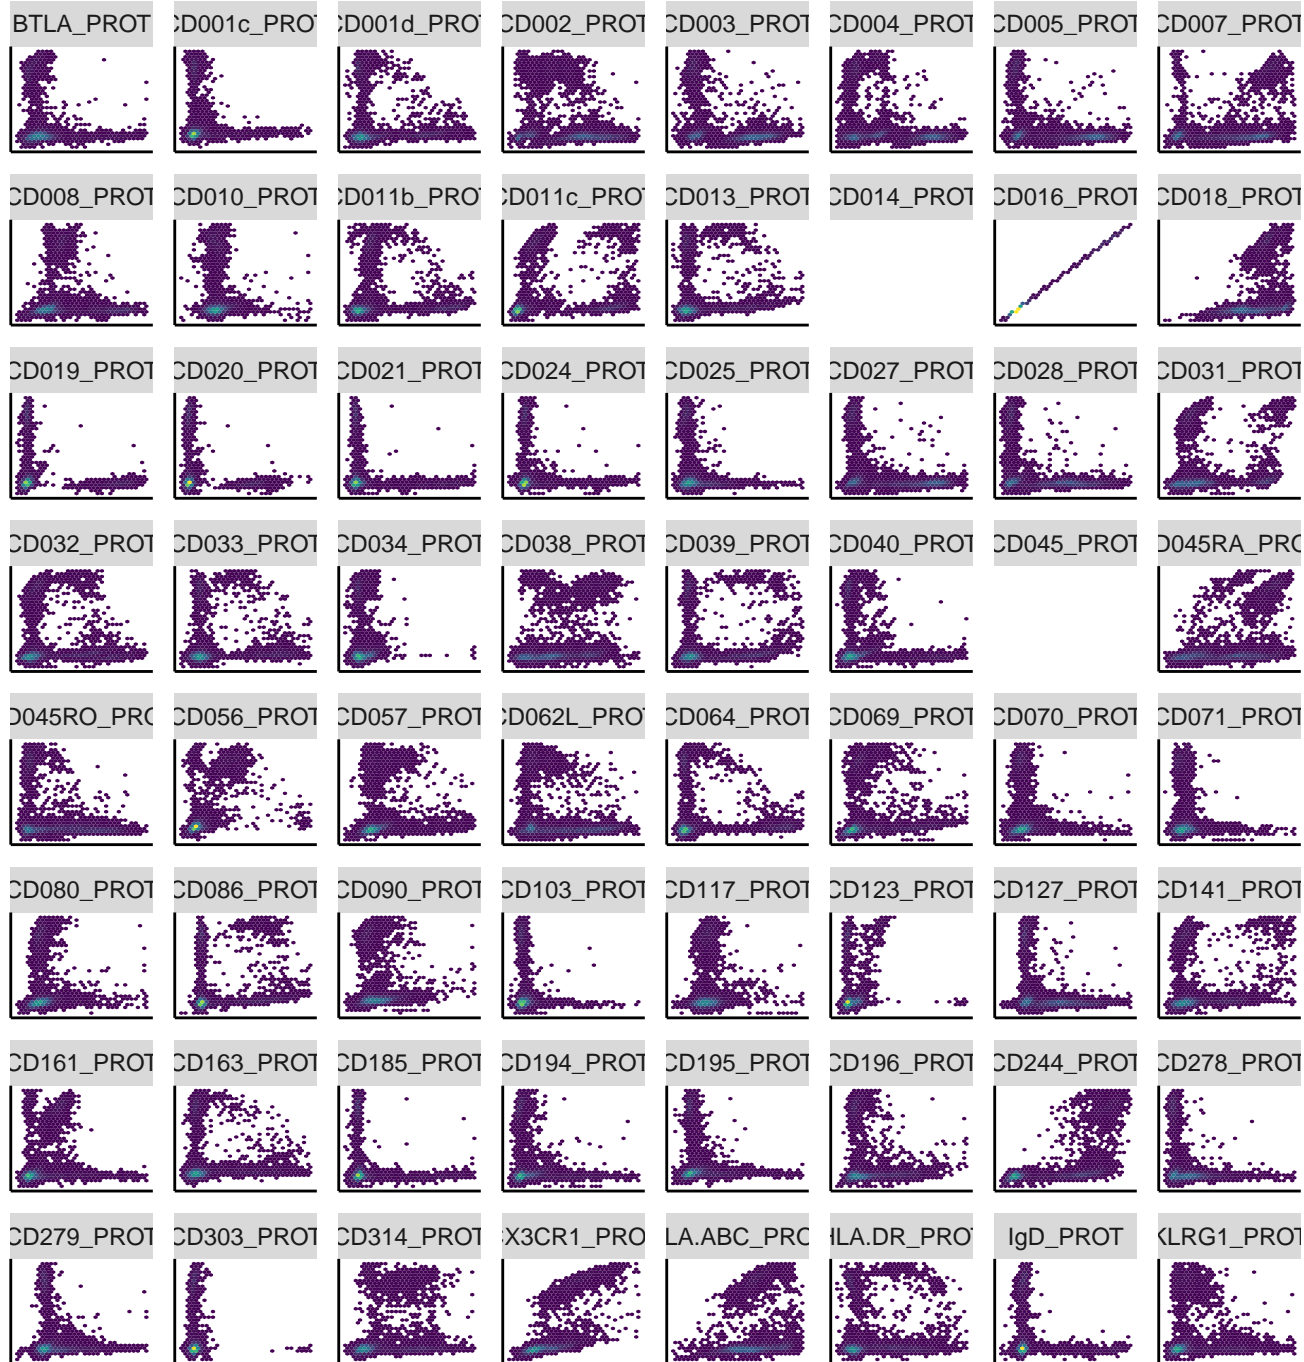 BTLA_PROT CD001c_PROT CD001d_PROT CD002_PROT CD003_PROT CD004_PROT CD005_PROT CD007_PROT
CD008_PROT CD010_PROT CD011b_PROT CD011c_PROT CD013_PROT CD014_PROT CD016_PROT CD018_PROT
CD019_PROT CD020_PROT CD021_PROT CD024_PROT CD025_PROT CD027_PROT CD028_PROT CD031_PROT
CD032_PROT CD033_PROT CD034_PROT CD038_PROT CD039_PROT CD040_PROT CD045_PROT D045RA_PRO
D045RO_PRO CD056_PROT CD057_PROT CD062L_PROT CD064_PROT CD069_PROT CD070_PROT CD071_PROT
CD080_PROT CD086_PROT CD090_PROT CD103_PROT CD117_PROT CD123_PROT CD127_PROT CD141_PROT
CD161_PROT CD163_PROT CD185_PROT CD194_PROT CD195_PROT CD196_PROT CD244_PROT CD278_PROT
CD279_PROT CD303_PROT CD314_PROT CX3CR1_PRO LA.ABC_PRO HLA.DR_PROT IgD_PROT KLRG1_PROT